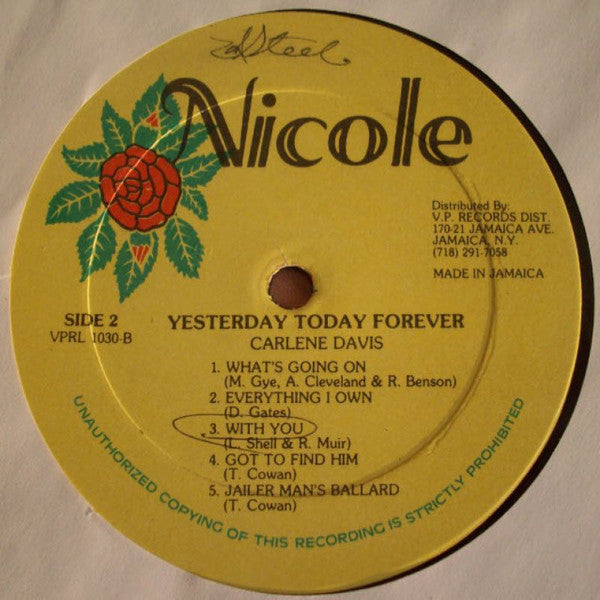 Steel
Nicole
Distributed By:
V.P. RECORDS DIST.
170-21 JAMAICA AVE.
JAMAICA, N.Y.
(718) 291-7058
MADE IN JAMAICA
SIDE 2
VPRL 1030-B
YESTERDAY TODAY FOREVER
CARLENE DAVIS
1. WHAT'S GOING ON
(M. Gye, A. Cleveland & R. Benson)
2. EVERYTHING I OWN
(D. Gates)
3. WITH YOU
(L. Shell & R. Muir)
4. GOT TO FIND HIM
(T. Cowan)
5. JAILER MAN'S BALLARD
(T. Cowan)
UNAUTHORIZED COPYING OF THIS RECORDING IS STRICTLY PROHIBITED